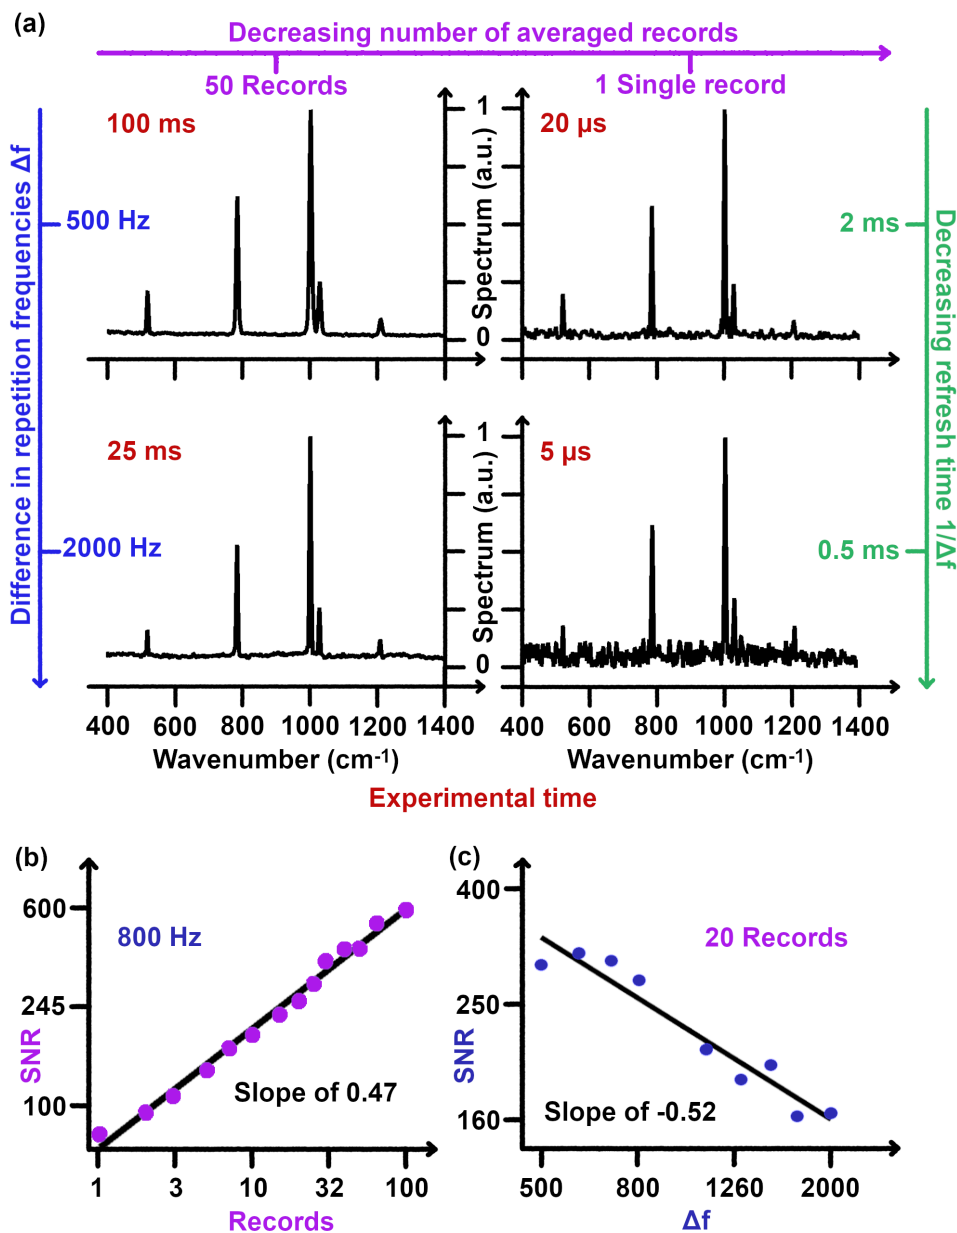 (a)
Decreasing number of averaged records
50 Records
1 Single record
Difference in repetition frequencies Δf
500 Hz
2000 Hz
100 ms
1
Spectrum (a.u.)
0
20 µs
2 ms
0.5 ms
Decreasing refresh time 1/Δf
25 ms
1
Spectrum (a.u.)
0
5 µs
400 600 800 1000 1200 1400
400 600 800 1000 1200 1400
Wavenumber (cm-1)
Wavenumber (cm-1)
Experimental time
(b)
600
245
100
SNR
800 Hz
Slope of 0.47
1 3 10 32 100
Records
(c)
400
250
160
SNR
20 Records
Slope of -0.52
500 800 1260 2000
Δf